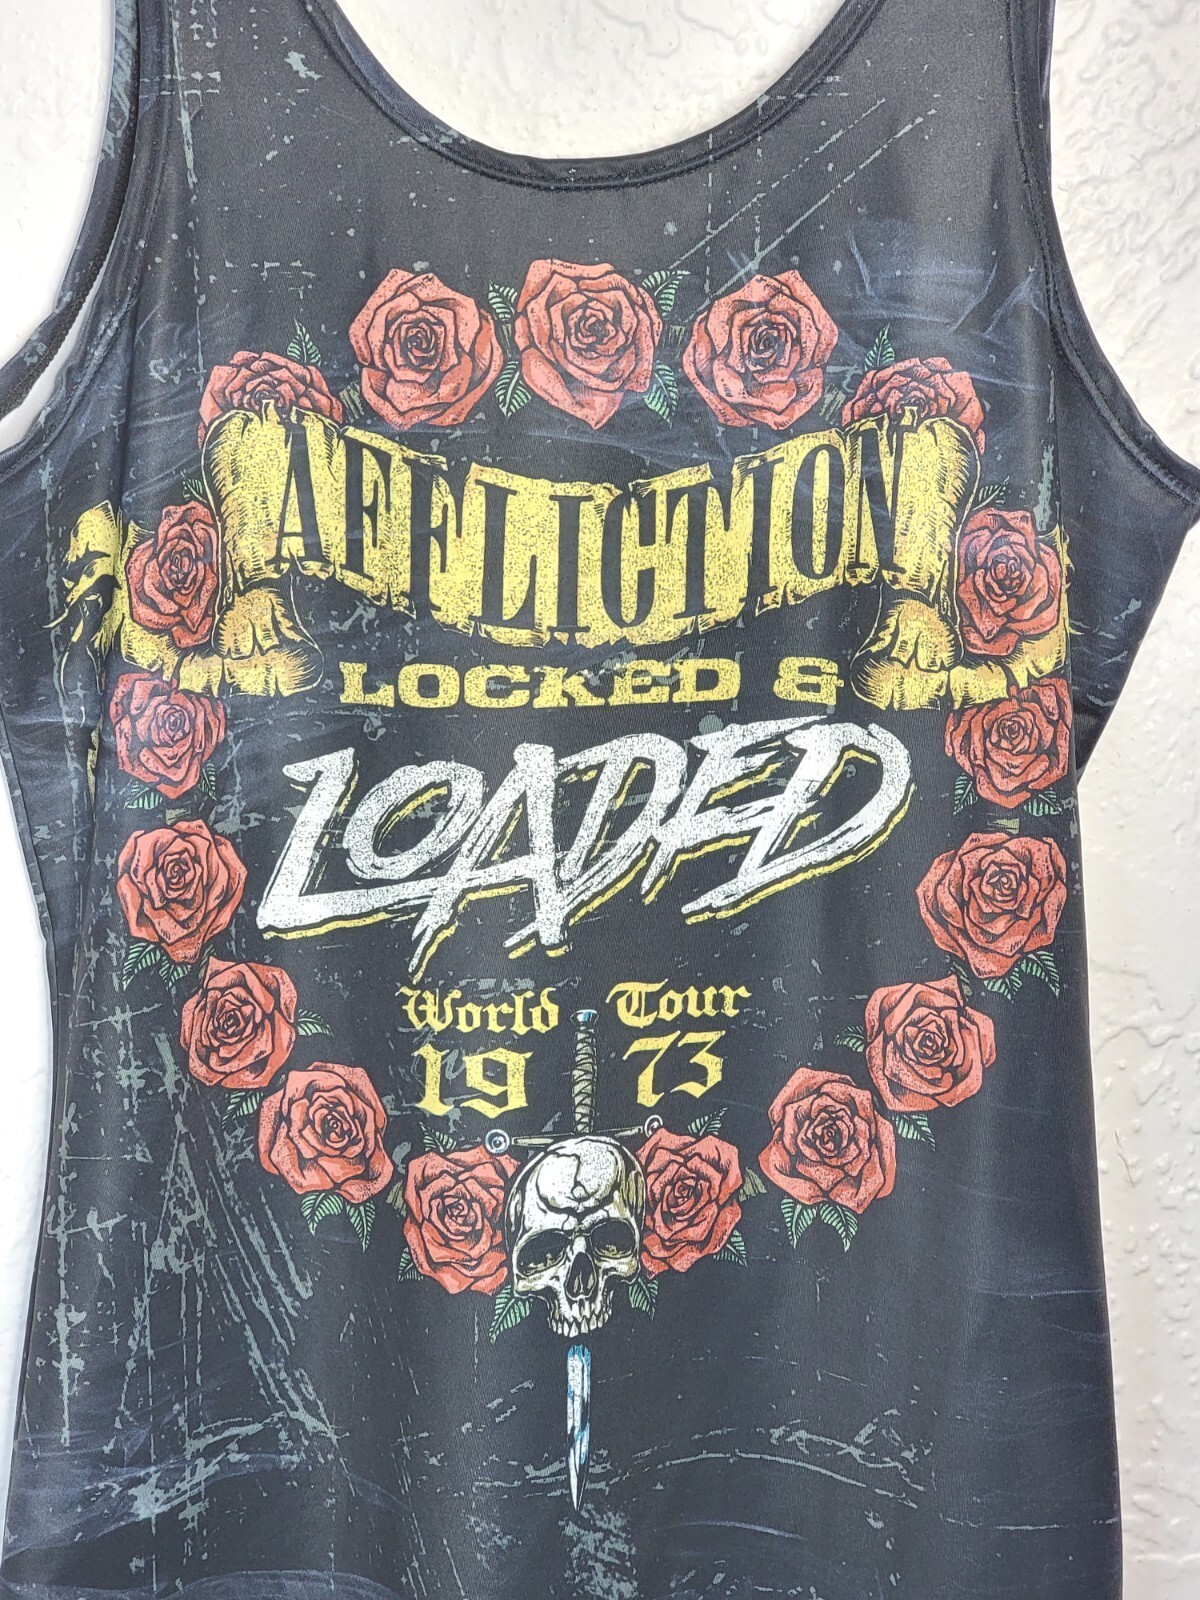 AFFLICTION
LOCKED &
LOADED
World Tour
19 73